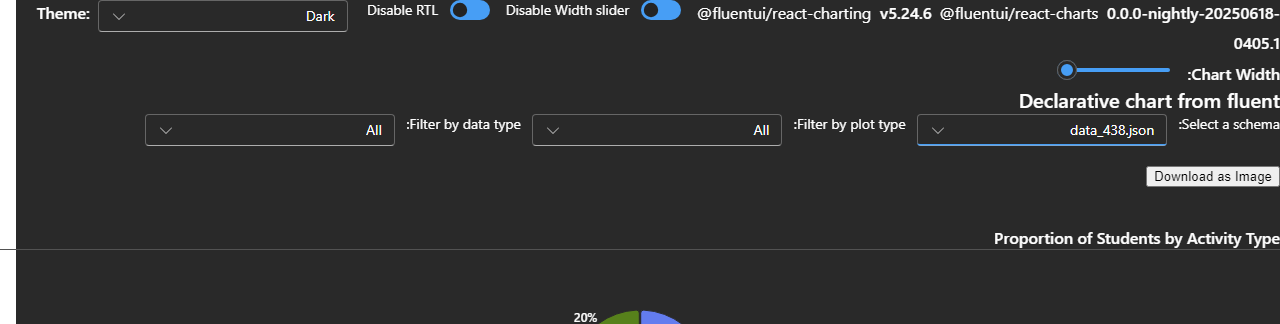 Theme: Dark Disable RTL Disable Width slider @fluentui/react-charting v5.24.6 @fluentui/react-charts 0.0.0-nightly-20250618-
0405.1
:Chart Width
Declarative chart from fluent
:Select a schema data_438.json :Filter by plot type All :Filter by data type All
Download as Image
Proportion of Students by Activity Type
20%